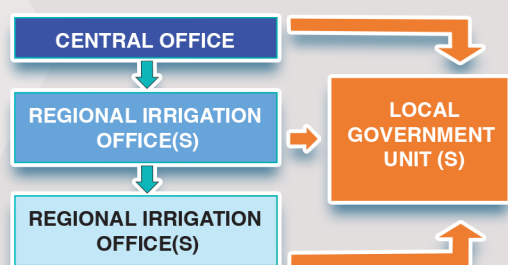 CENTRAL OFFICE
REGIONAL IRRIGATION
OFFICE(S)
REGIONAL IRRIGATION
OFFICE(S)
LOCAL
GOVERNMENT
UNIT (S)